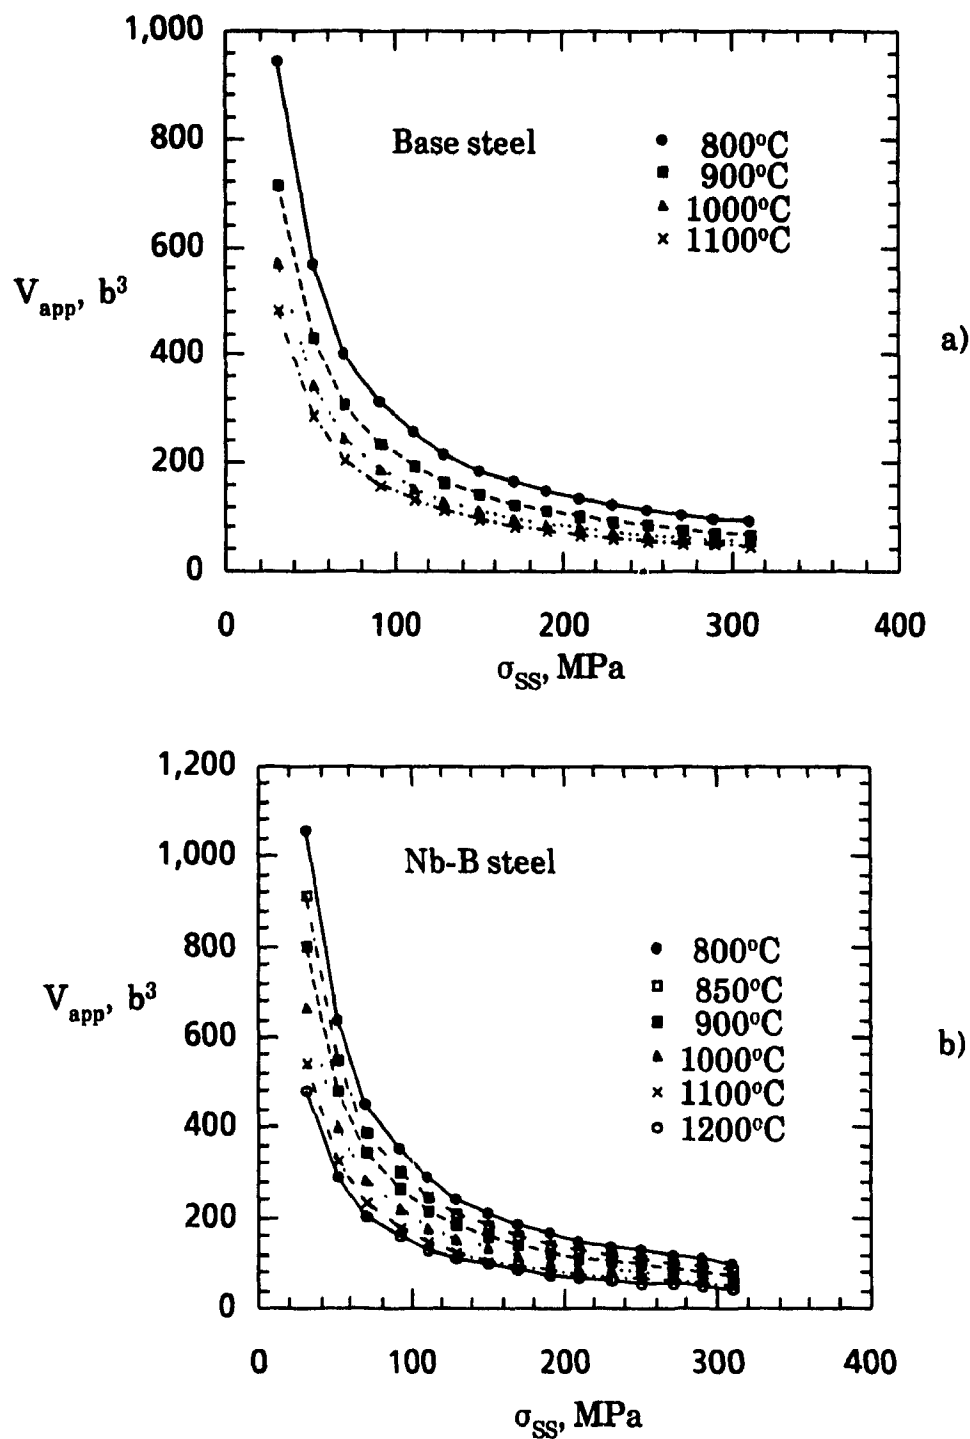 1,000
800
600
400
200
0
V_app, b³
Base steel
● 800°C
■ 900°C
▲ 1000°C
× 1100°C
a)
0 100 200 300 400
σ_SS, MPa
1,200
1,000
800
600
400
200
0
V_app, b³
Nb-B steel
● 800°C
□ 850°C
■ 900°C
▲ 1000°C
× 1100°C
○ 1200°C
b)
0 100 200 300 400
σ_SS, MPa